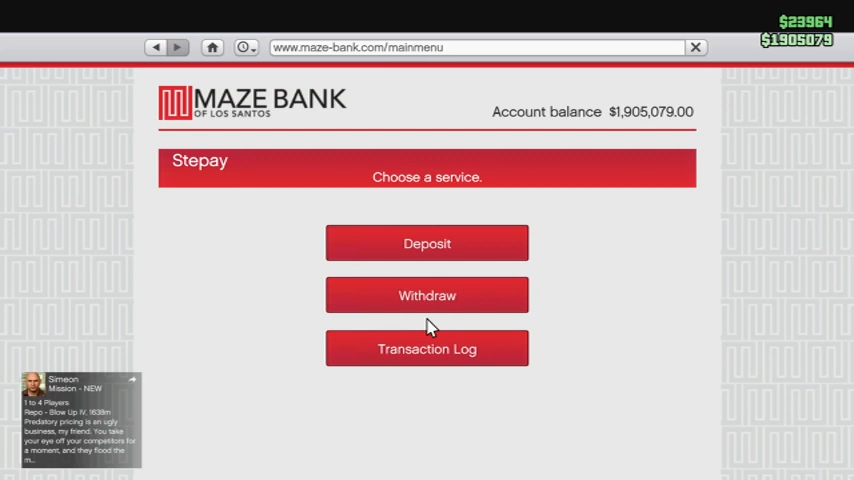 $23964
$1905079
www.maze-bank.com/mainmenu
MAZE BANK
OF LOS SANTOS
Account balance $1,905,079.00
Stepay
Choose a service.
Deposit
Withdraw
Transaction Log
Simeon
Mission - NEW
1 to 4 Players
Repo - Blow Up IV, 1638m
Predatory pricing is an ugly
business, my friend. You take
your eye off your competitors for
a moment, and they flood the
m...